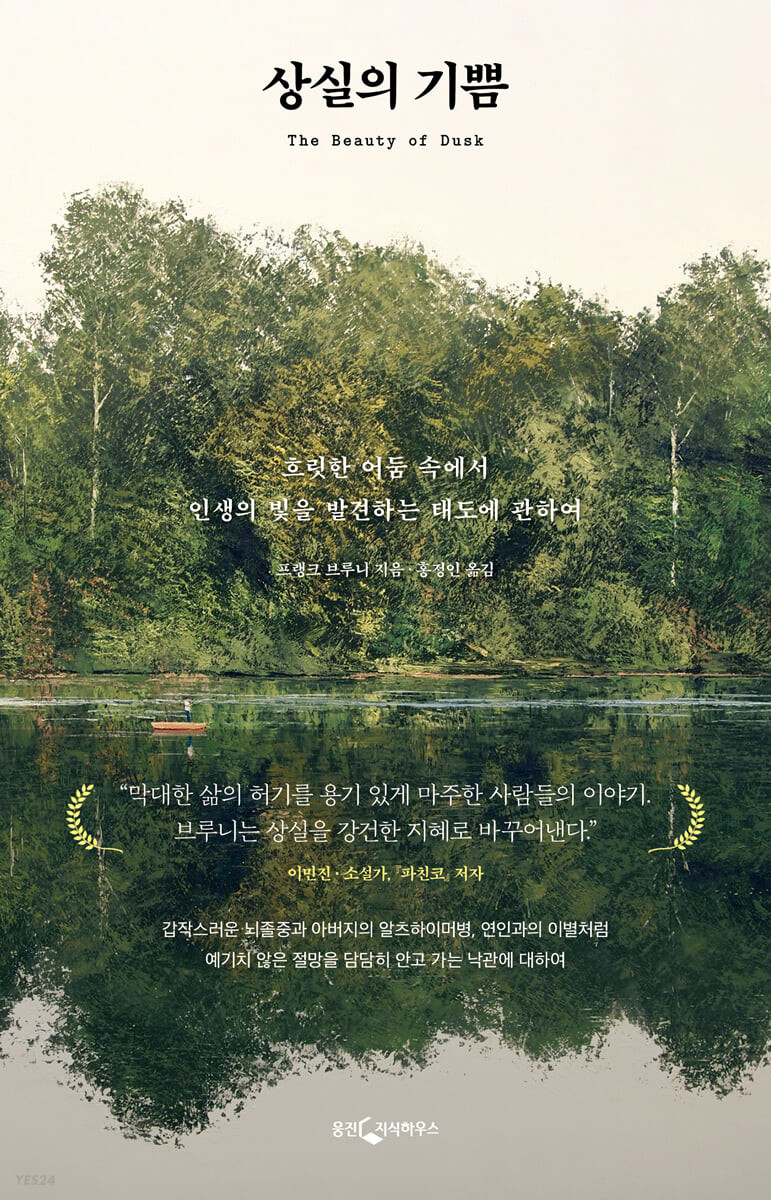 상실의 기쁨
The Beauty of Dusk
흐릿한 어둠 속에서
인생의 빛을 발견하는 태도에 관하여
프랭크 브루니 지음 · 홍정인 옮김
“막대한 삶의 허기를 용기 있게 마주한 사람들의 이야기.
브루니는 상실을 강건한 지혜로 바꾸어낸다.”
이민진 · 소설가, 『파친코』 저자
갑작스러운 뇌졸중과 아버지의 알츠하이머병, 연인과의 이별처럼
예기치 않은 절망을 담담히 안고 가는 낙관에 대하여
웅진 지식하우스
YES24